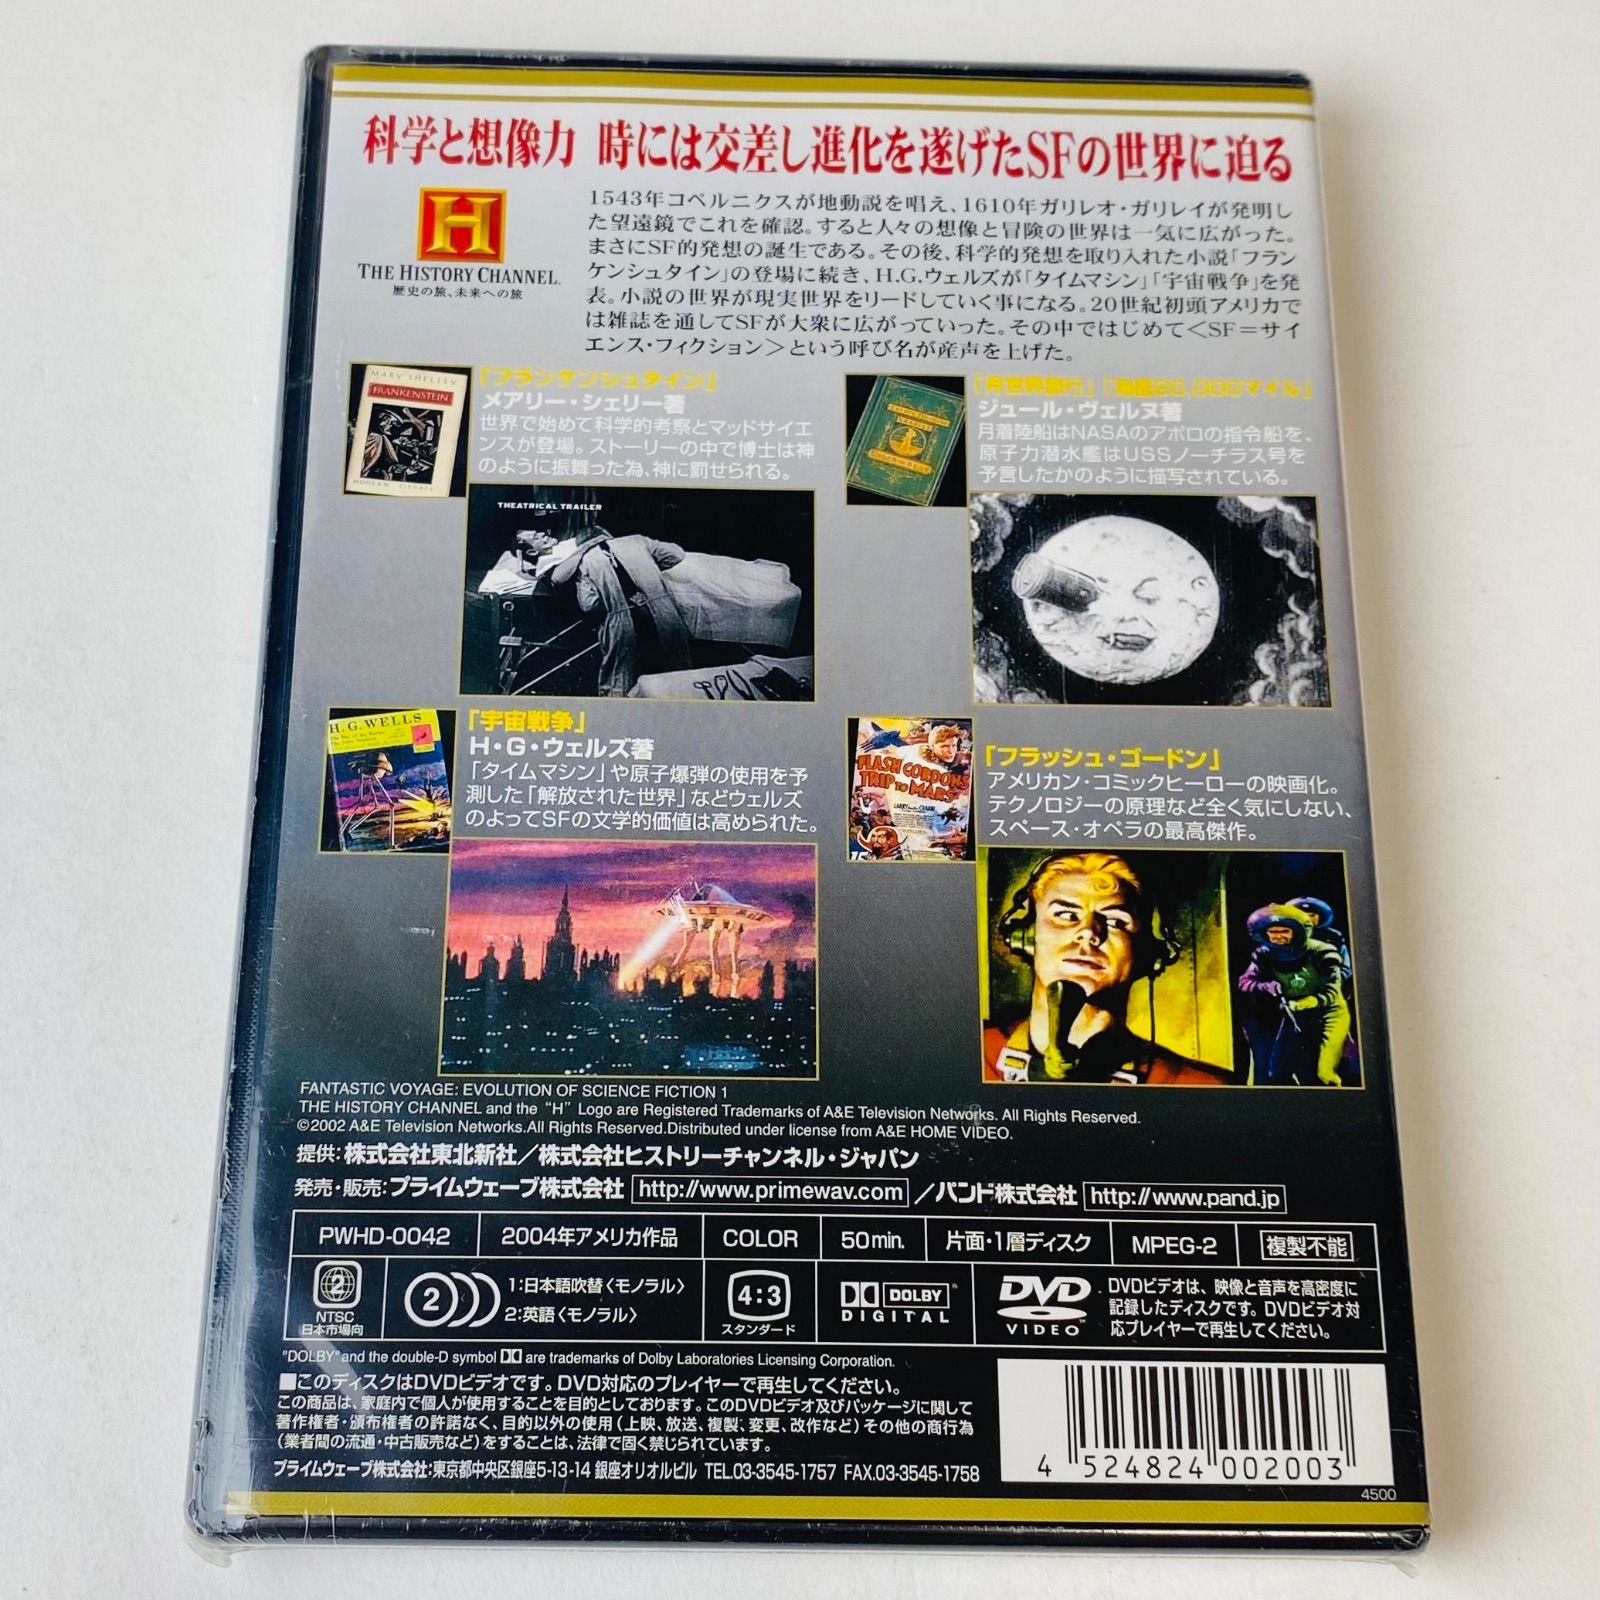 科学と想像力 時には交差し進化を遂げたSFの世界に迫る
H
THE HISTORY CHANNEL.
歴史の旅、未来への旅
1543年コペルニクスが地動説を唱え、1610年ガリレオ・ガリレイが発明し
た望遠鏡でこれを確認。すると人々の想像と冒険の世界は一気に広がった。
まさにSF的発想の誕生である。その後、科学的発想を取り入れた小説「フラン
ケンシュタイン」の登場に続き、H.G.ウェルズが「タイムマシン」「宇宙戦争」を発
表。小説の世界が現実世界をリードしていく事になる。20世紀初頭アメリカで
は雑誌を通してSFが大衆に広がっていった。その中ではじめて<SF=サイ
エンス・フィクション>という呼び名が産声を上げた。
MARY SHELLEY
FRANKENSTEIN
MODERN LIBRARY
「フランケンシュタイン」
メアリー・シェリー著
世界で始めて科学的考察とマッドサイエ
ンスが登場。ストーリーの中で博士は神
のように振舞った為、神に罰せられる。
THEATRICAL TRAILER
「月世界旅行」「海底20,000マイル」
ジュール・ヴェルヌ著
月着陸船はNASAのアポロの指令船を、
原子力潜水艦はUSSノーチラス号を
予言したかのように描写されている。
H. G. WELLS
The War of the Worlds
The Time Machine
「宇宙戦争」
H・G・ウェルズ著
「タイムマシン」や原子爆弾の使用を予
測した「解放された世界」などウェルズ
のよってSFの文学的価値は高められた。
FLASH GORDON'S
TRIP TO MARS
LARRY CRABBE
15
「フラッシュ・ゴードン」
アメリカン・コミックヒーローの映画化。
テクノロジーの原理など全く気にしない、
スペース・オペラの最高傑作。
FANTASTIC VOYAGE: EVOLUTION OF SCIENCE FICTION 1
THE HISTORY CHANNEL and the “H” Logo are Registered Trademarks of A&E Television Networks. All Rights Reserved.
©2002 A&E Television Networks.All Rights Reserved.Distributed under license from A&E HOME VIDEO.
提供:株式会社東北新社/株式会社ヒストリーチャンネル・ジャパン
発売・販売:プライムウェーブ株式会社 http://www.primewav.com /パンド株式会社 http://www.pand.jp
PWHD-0042 2004年アメリカ作品 COLOR 50min. 片面・1層ディスク MPEG-2 複製不能
2 NTSC 日本市場向
2 1:日本語吹替〈モノラル〉
2:英語〈モノラル〉
4:3 スタンダード
DOLBY DIGITAL
DVD VIDEO
DVDビデオは、映像と音声を高密度に
記録したディスクです。DVDビデオ対
応プレイヤーで再生してください。
"DOLBY"and the double-D symbol are trademarks of Dolby Laboratories Licensing Corporation.
■このディスクはDVDビデオです。DVD対応のプレイヤーで再生してください。
この商品は、家庭内で個人が使用することを目的としております。このDVDビデオ及びパッケージに関して
著作権者・頒布権者の許諾なく、目的以外の使用(上映、放送、複製、変更、改作など)その他の商行為
(業者間の流通・中古販売など)をすることは、法律で固く禁じられています。
プライムウェーブ株式会社:東京都中央区銀座5-13-14 銀座オリオルビル TEL.03-3545-1757 FAX.03-3545-1758
4 524824 002003
4500